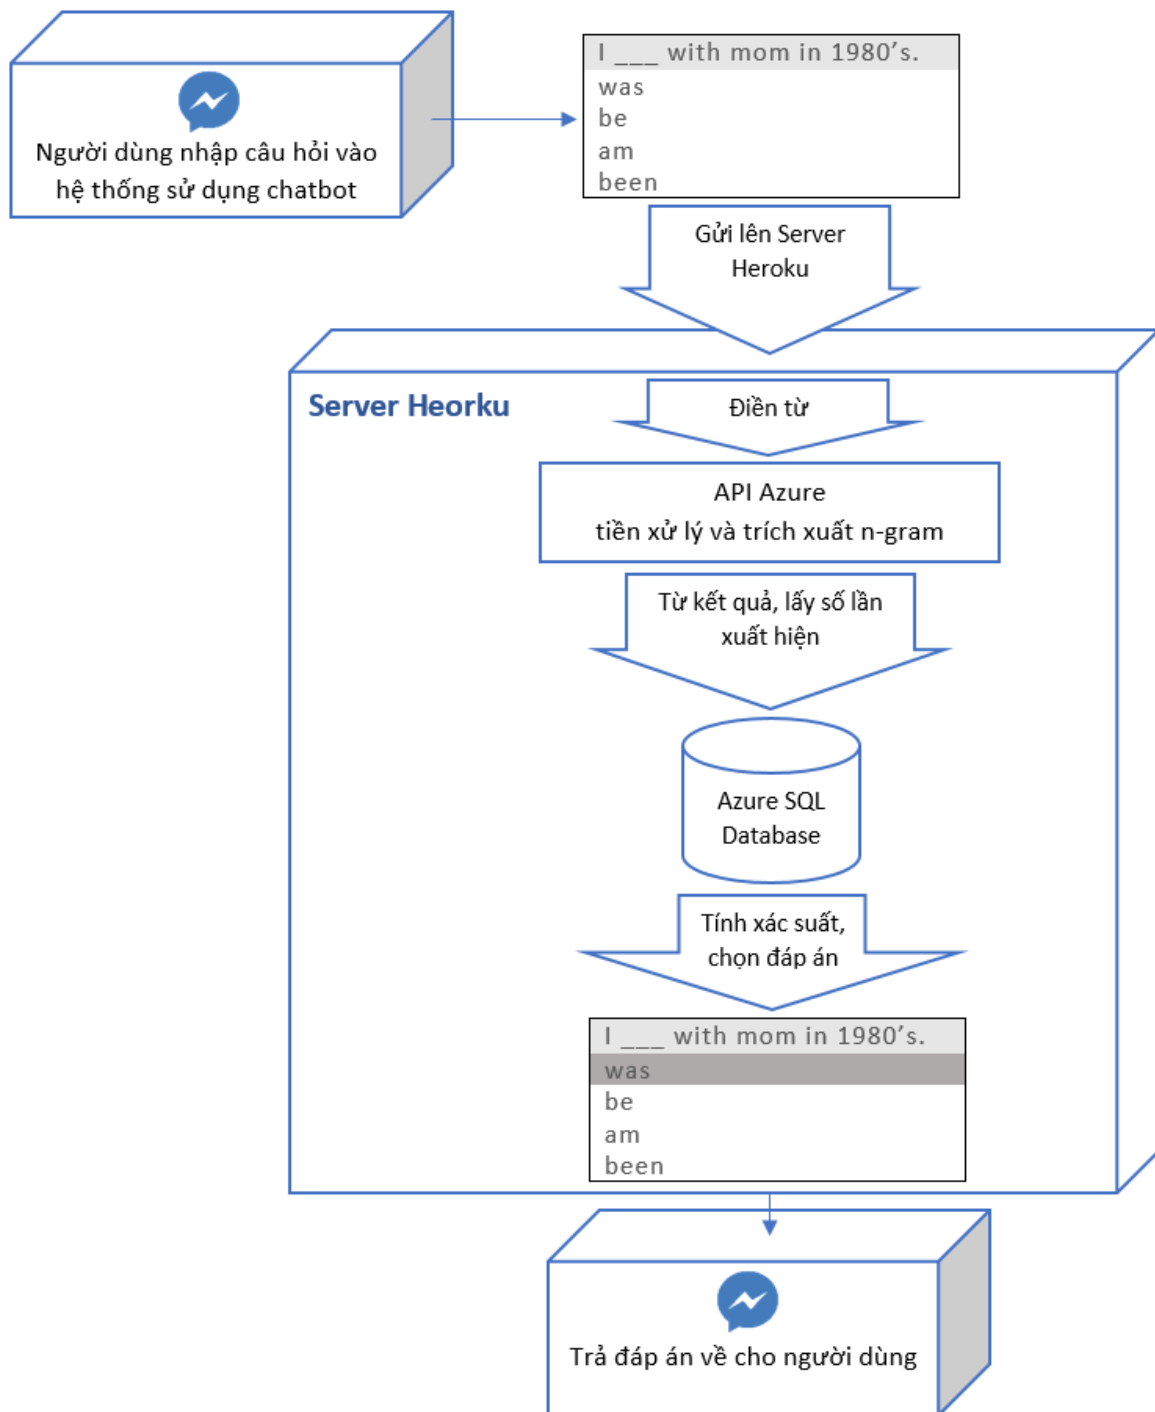 Người dùng nhập câu hỏi vào
hệ thống sử dụng chatbot
I ___ with mom in 1980’s.
was
be
am
been
Gửi lên Server
Heroku
Server Heorku
Điền từ
API Azure
tiền xử lý và trích xuất n-gram
Từ kết quả, lấy số lần
xuất hiện
Azure SQL
Database
Tính xác suất,
chọn đáp án
I ___ with mom in 1980’s.
was
be
am
been
Trả đáp án về cho người dùng